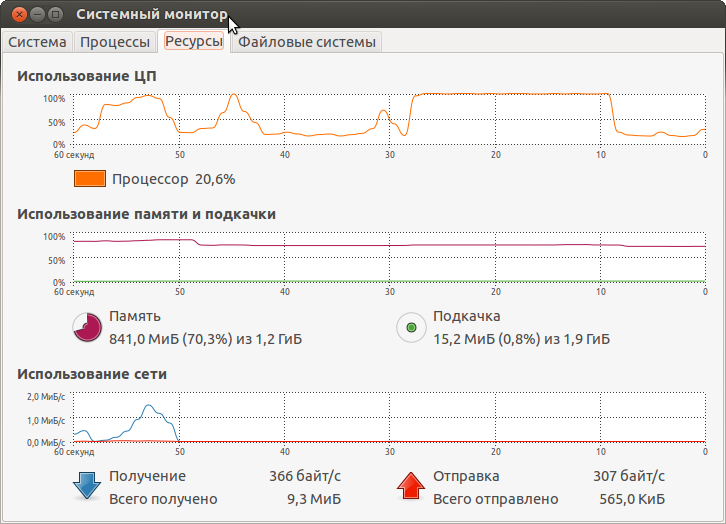 Системный монитор
Система Процессы Ресурсы Файловые системы
Использование ЦП
100%
50%
0%
60 секунд 50 40 30 20 10 0
Процессор 20,6%
Использование памяти и подкачки
100%
50%
0%
60 секунд 50 40 30 20 10 0
Память Подкачка
841,0 МиБ (70,3%) из 1,2 ГиБ 15,2 МиБ (0,8%) из 1,9 ГиБ
Использование сети
2,0 МиБ/с
1,0 МиБ/с
0,0 МиБ/с
60 секунд 50 40 30 20 10 0
Получение 366 байт/с Отправка 307 байт/с
Всего получено 9,3 МиБ Всего отправлено 565,0 КиБ